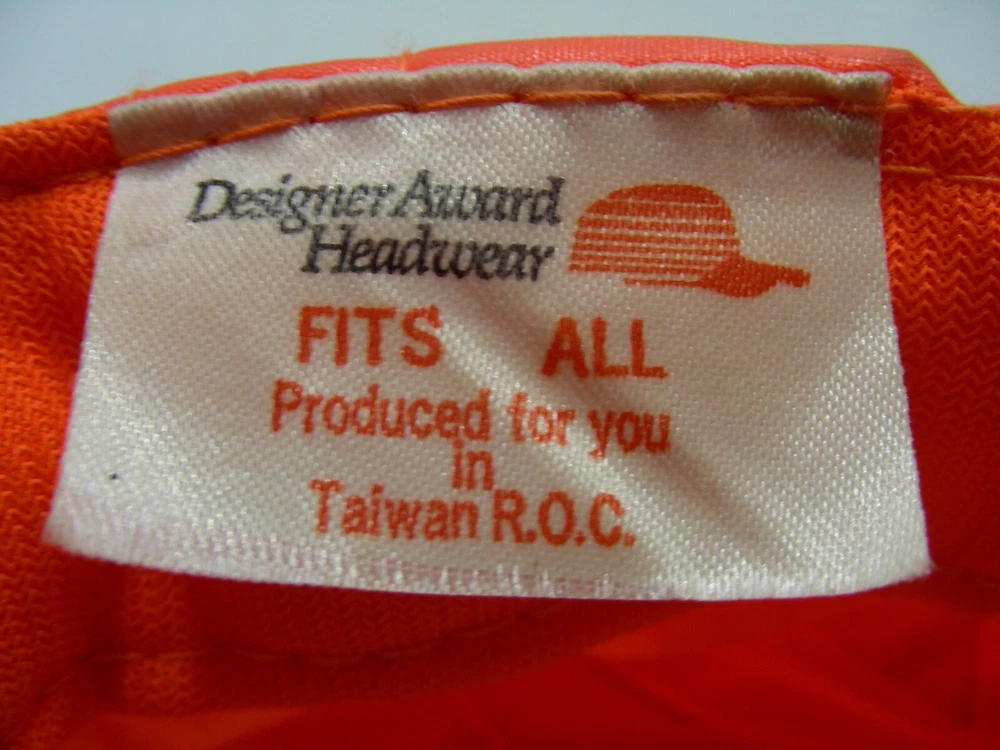 Designer Award
Headwear
FITS ALL
Produced for you
in
Taiwan R.O.C.